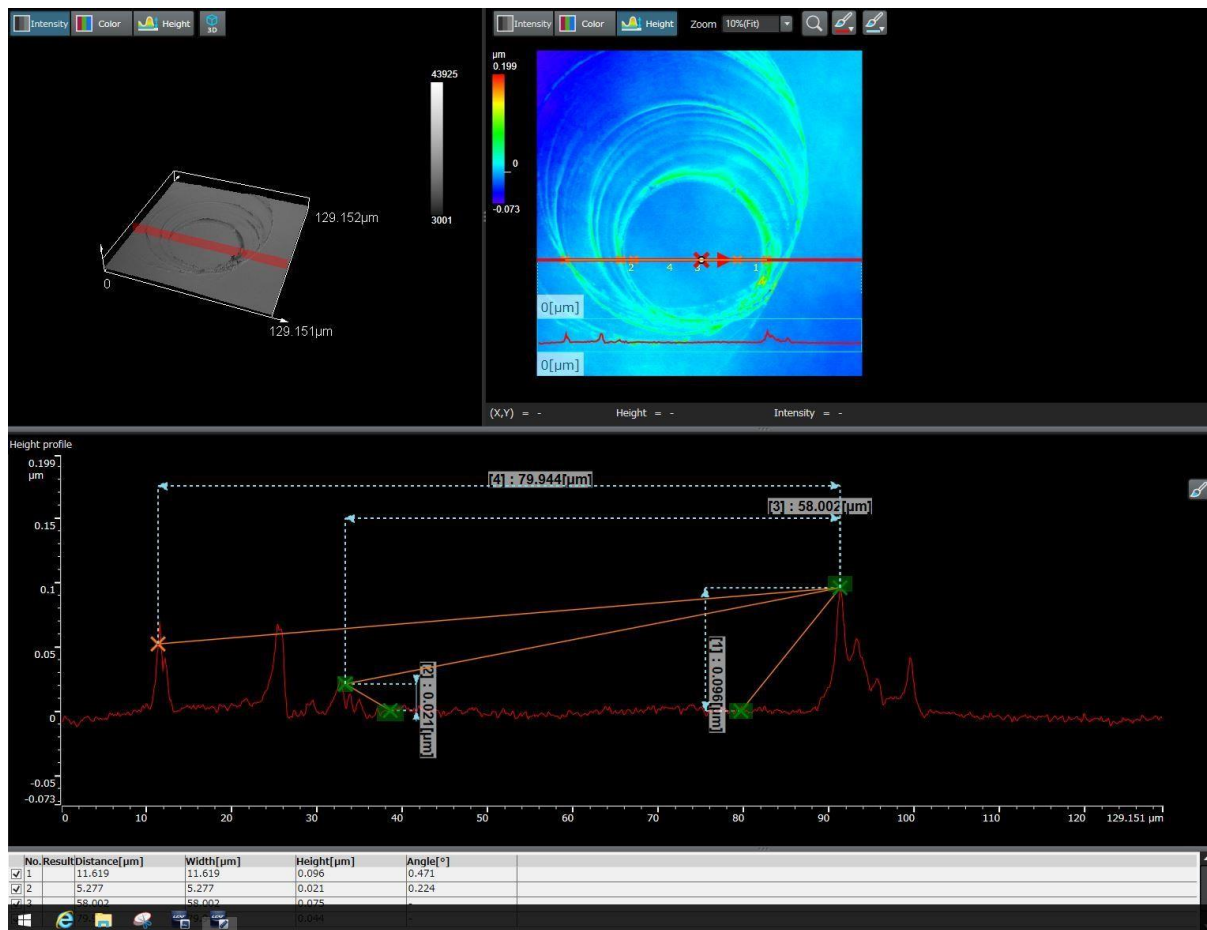 Intensity Color Height 3D
43925
3001
129.152µm
0
129.151µm
Intensity Color Height Zoom 10%(Fit)
µm
0.199
0
-0.073
2 4 3 1
0[µm]
0[µm]
(X,Y) = - Height = - Intensity = -
Height profile
0.199
µm
0.15
0.1
0.05
0
-0.05
-0.073
[4] : 79.944[µm]
[3] : 58.002[µm]
[2] : 0.021[µm]
[1] : 0.096[µm]
0 10 20 30 40 50 60 70 80 90 100 110 120 129.151 µm
No. Result Distance[µm] Width[µm] Height[µm] Angle[°]
1 11.619 11.619 0.096 0.471
2 5.277 5.277 0.021 0.224
3 58.002 58.002 0.075 -
0.044 -